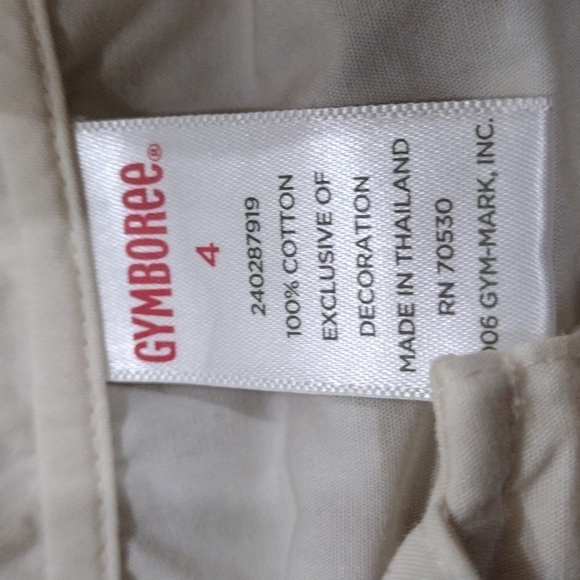 GYMBOREE®
4
240287919
100% COTTON
EXCLUSIVE OF
DECORATION
MADE IN THAILAND
RN 70530
006 GYM-MARK, INC.